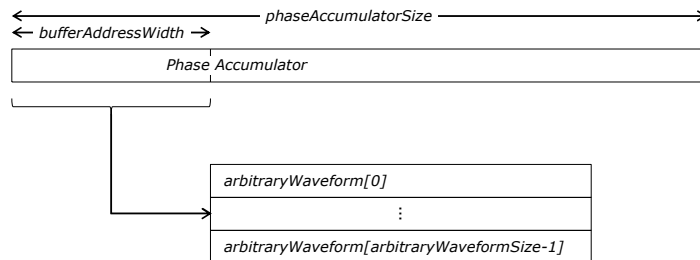 phaseAccumulatorSize
bufferAddressWidth
Phase Accumulator
arbitraryWaveform[0]
⋮
arbitraryWaveform[arbitraryWaveformSize-1]